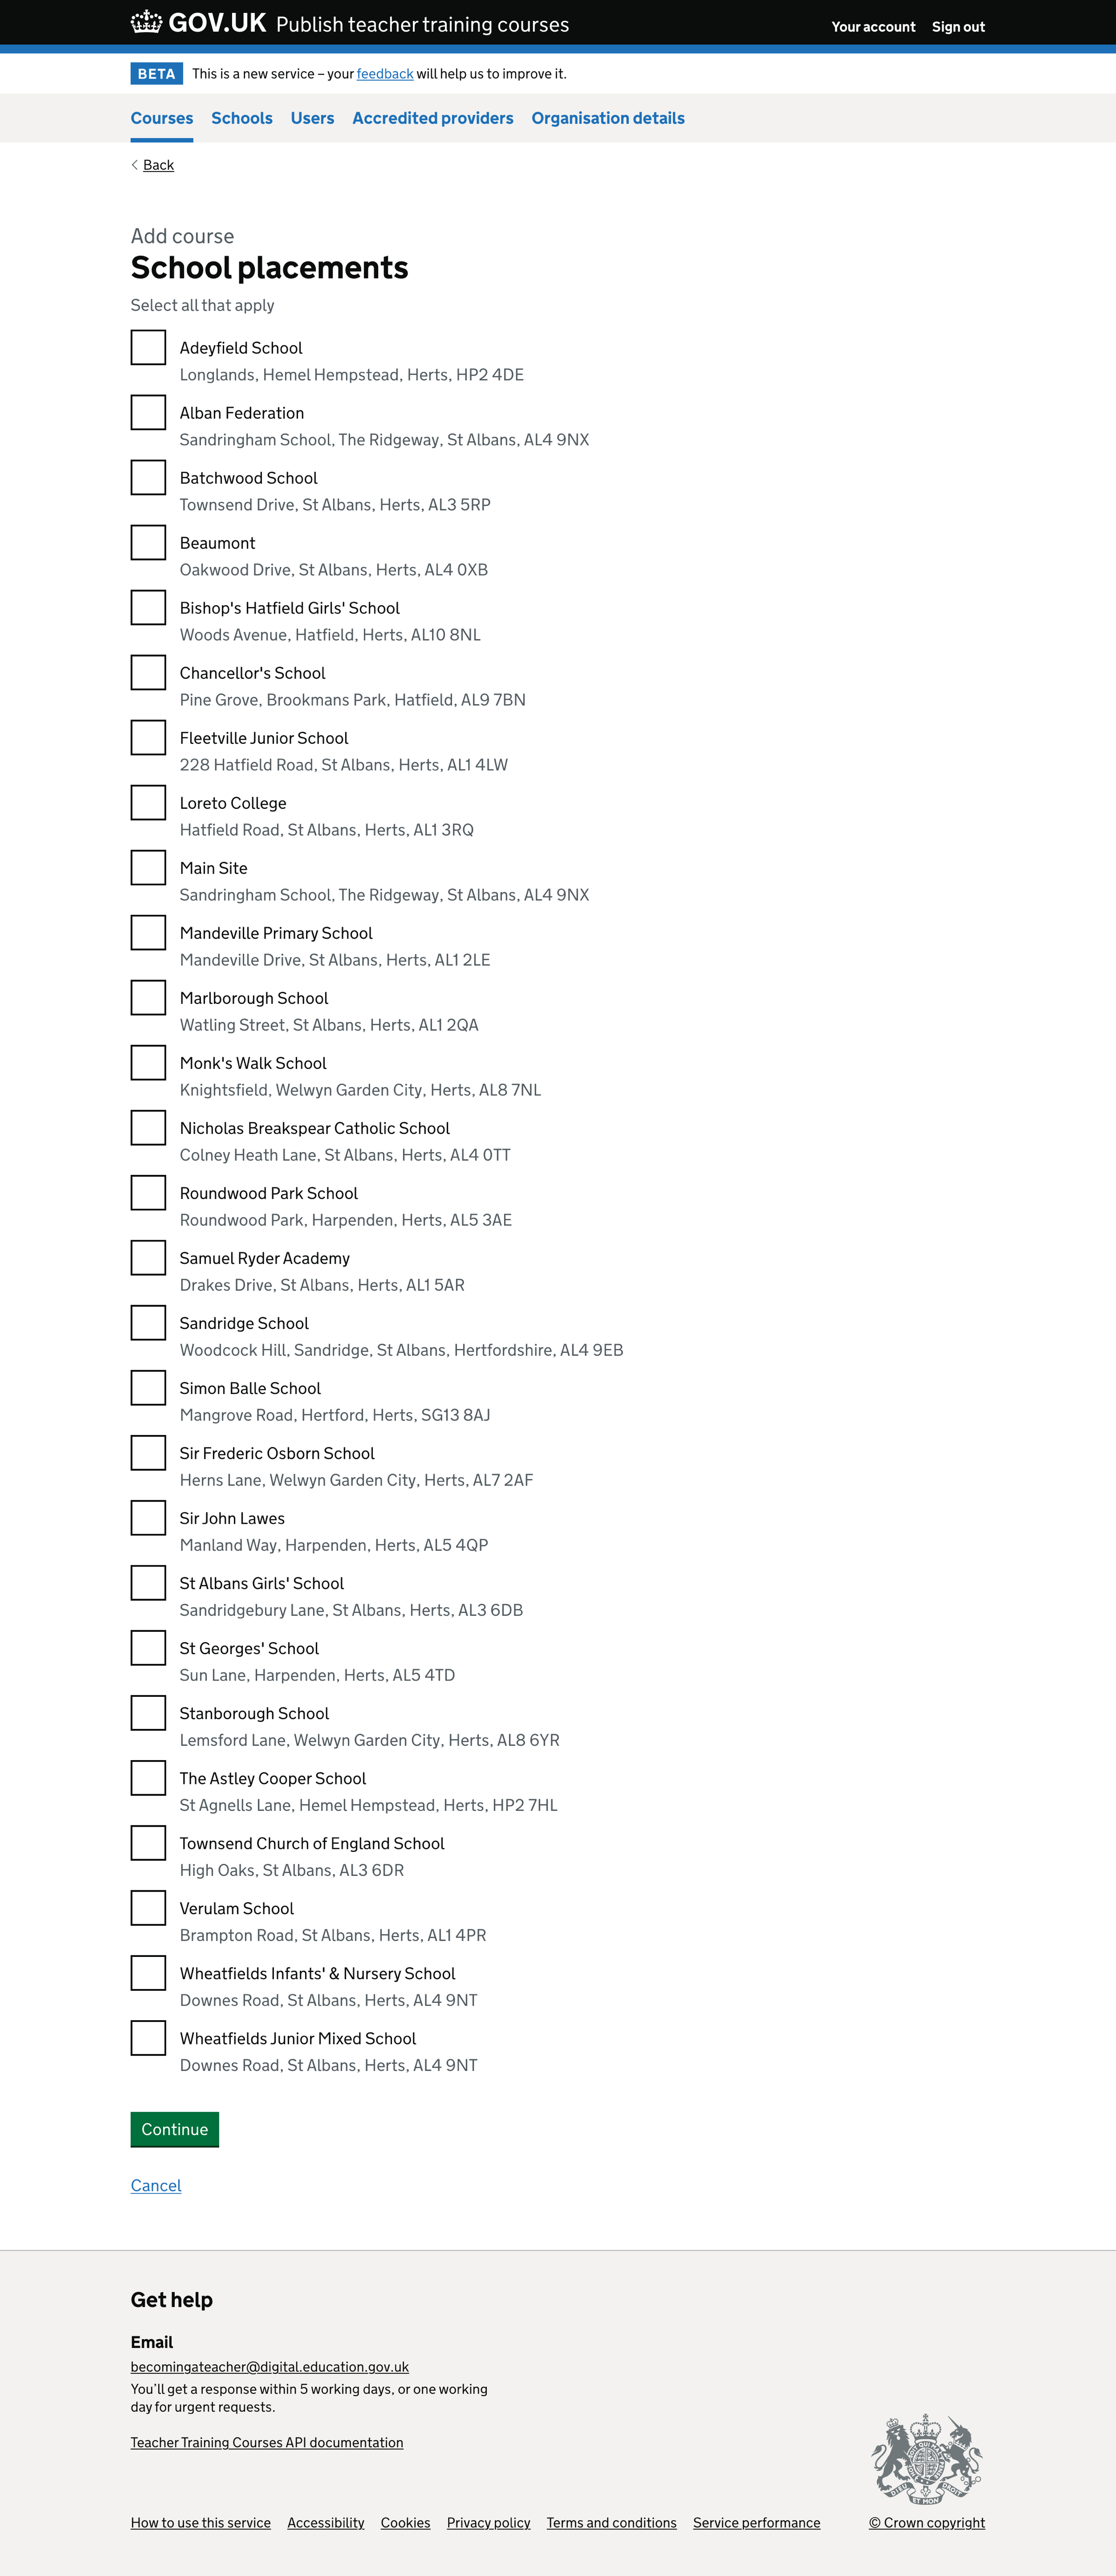 GOV.UK Publish teacher training courses
Your account Sign out
BETA This is a new service – your feedback will help us to improve it.
Courses Schools Users Accredited providers Organisation details
Back
Add course
School placements
Select all that apply
Adeyfield School
Longlands, Hemel Hempstead, Herts, HP2 4DE
Alban Federation
Sandringham School, The Ridgeway, St Albans, AL4 9NX
Batchwood School
Townsend Drive, St Albans, Herts, AL3 5RP
Beaumont
Oakwood Drive, St Albans, Herts, AL4 0XB
Bishop's Hatfield Girls' School
Woods Avenue, Hatfield, Herts, AL10 8NL
Chancellor's School
Pine Grove, Brookmans Park, Hatfield, AL9 7BN
Fleetville Junior School
228 Hatfield Road, St Albans, Herts, AL1 4LW
Loreto College
Hatfield Road, St Albans, Herts, AL1 3RQ
Main Site
Sandringham School, The Ridgeway, St Albans, AL4 9NX
Mandeville Primary School
Mandeville Drive, St Albans, Herts, AL1 2LE
Marlborough School
Watling Street, St Albans, Herts, AL1 2QA
Monk's Walk School
Knightsfield, Welwyn Garden City, Herts, AL8 7NL
Nicholas Breakspear Catholic School
Colney Heath Lane, St Albans, Herts, AL4 0TT
Roundwood Park School
Roundwood Park, Harpenden, Herts, AL5 3AE
Samuel Ryder Academy
Drakes Drive, St Albans, Herts, AL1 5AR
Sandridge School
Woodcock Hill, Sandridge, St Albans, Hertfordshire, AL4 9EB
Simon Balle School
Mangrove Road, Hertford, Herts, SG13 8AJ
Sir Frederic Osborn School
Herns Lane, Welwyn Garden City, Herts, AL7 2AF
Sir John Lawes
Manland Way, Harpenden, Herts, AL5 4QP
St Albans Girls' School
Sandridgebury Lane, St Albans, Herts, AL3 6DB
St Georges' School
Sun Lane, Harpenden, Herts, AL5 4TD
Stanborough School
Lemsford Lane, Welwyn Garden City, Herts, AL8 6YR
The Astley Cooper School
St Agnells Lane, Hemel Hempstead, Herts, HP2 7HL
Townsend Church of England School
High Oaks, St Albans, AL3 6DR
Verulam School
Brampton Road, St Albans, Herts, AL1 4PR
Wheatfields Infants' & Nursery School
Downes Road, St Albans, Herts, AL4 9NT
Wheatfields Junior Mixed School
Downes Road, St Albans, Herts, AL4 9NT
Continue
Cancel
Get help
Email
becomingateacher@digital.education.gov.uk
You’ll get a response within 5 working days, or one working
day for urgent requests.
Teacher Training Courses API documentation
How to use this service Accessibility Cookies Privacy policy Terms and conditions Service performance
© Crown copyright